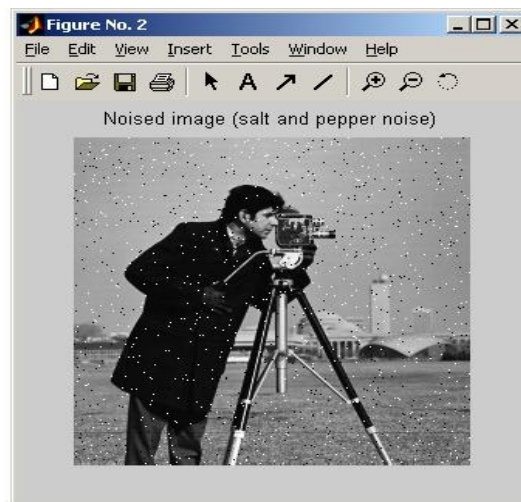 Figure No. 2
File Edit View Insert Tools Window Help
A
Noised image (salt and pepper noise)